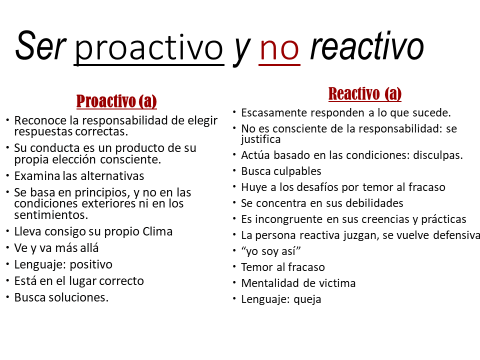 Ser proactivo y no reactivo
Proactivo (a)
• Reconoce la responsabilidad de elegir
respuestas correctas.
• Su conducta es un producto de su
propia elección consciente.
• Examina las alternativas
• Se basa en principios, y no en las
condiciones exteriores ni en los
sentimientos.
• Lleva consigo su propio Clima
• Ve y va más allá
• Lenguaje: positivo
• Está en el lugar correcto
• Busca soluciones.
Reactivo (a)
• Escasamente responden a lo que sucede.
• No es consciente de la responsabilidad: se
justifica
• Actúa basado en las condiciones: disculpas.
• Busca culpables
• Huye a los desafíos por temor al fracaso
• Se concentra en sus debilidades
• Es incongruente en sus creencias y prácticas
• La persona reactiva juzgan, se vuelve defensiva
• “yo soy así”
• Temor al fracaso
• Mentalidad de victima
• Lenguaje: queja